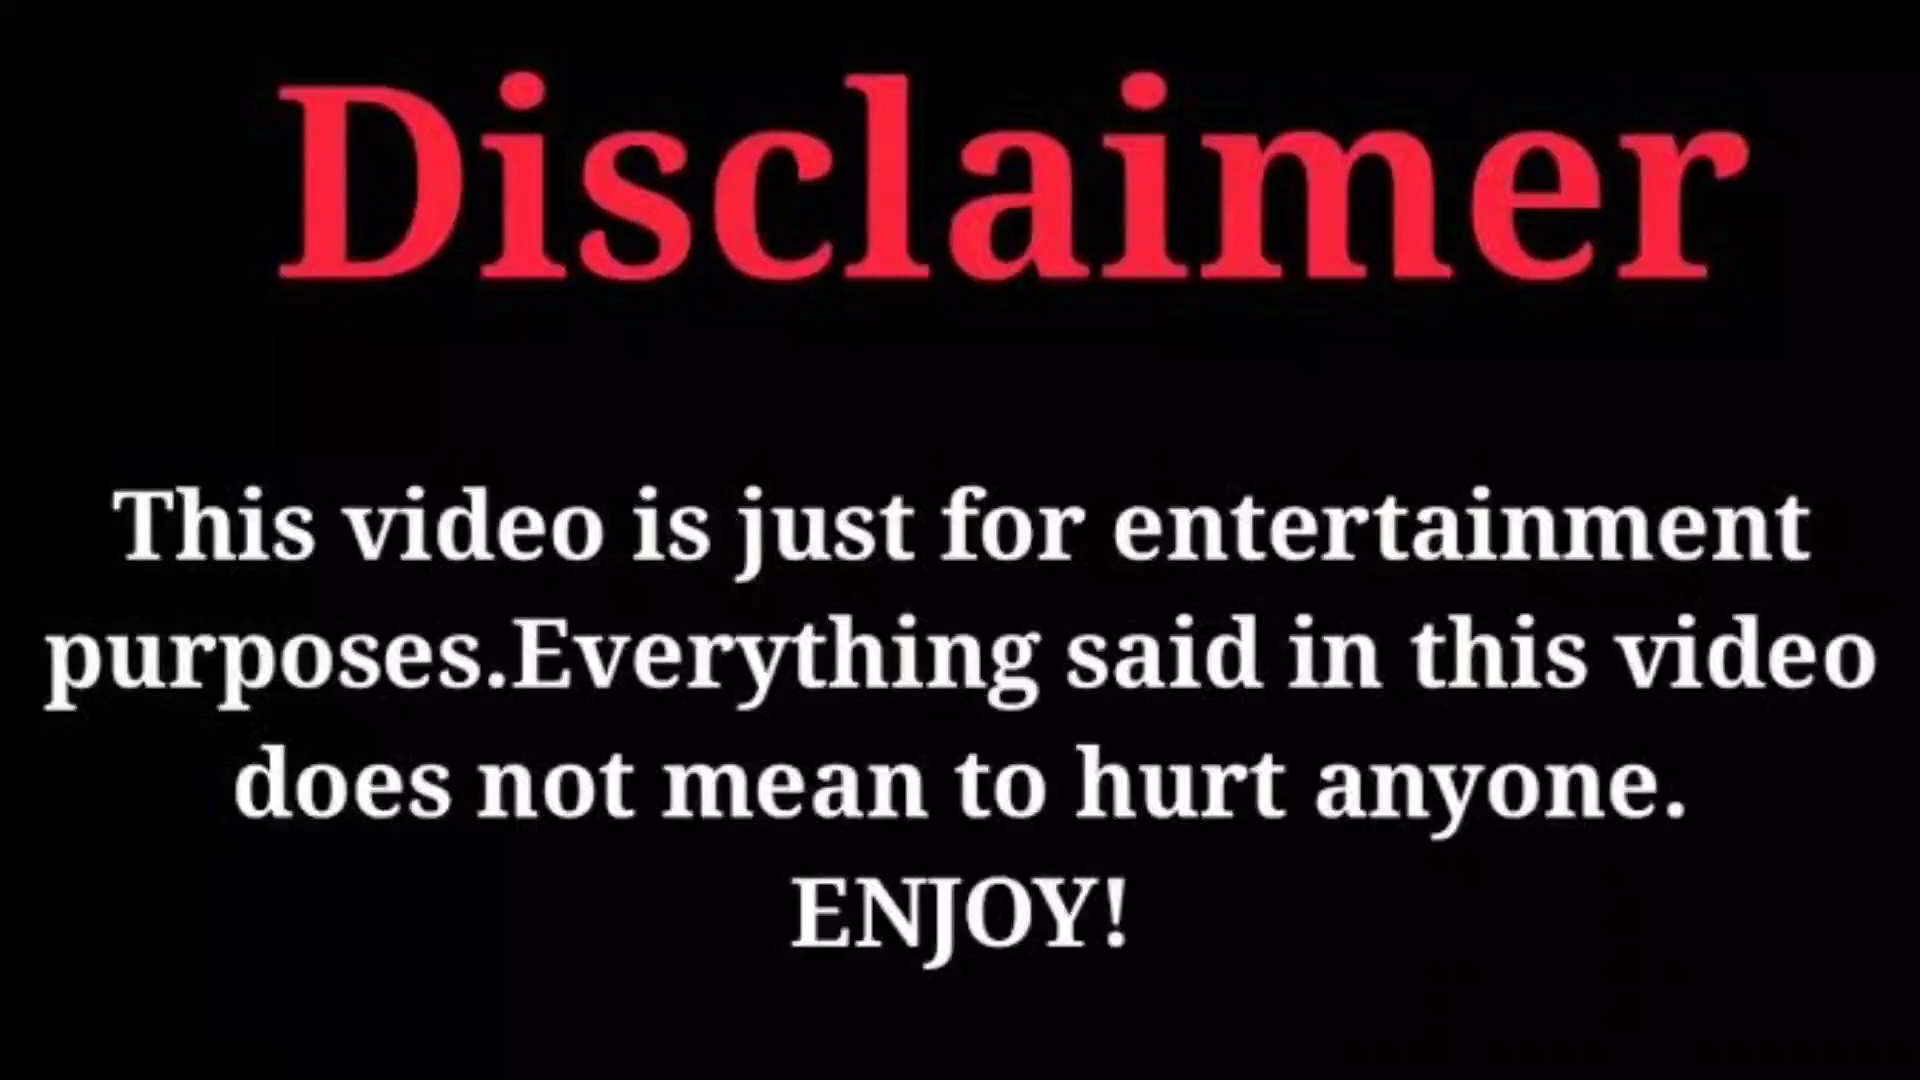 Disclaimer
This video is just for entertainment
purposes.Everything said in this video
does not mean to hurt anyone.
ENJOY!